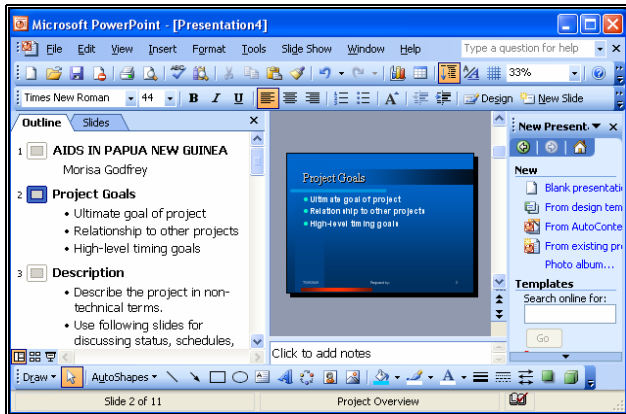 Microsoft PowerPoint - [Presentation4]
File Edit View Insert Format Tools Slide Show Window Help Type a question for help
33%
Times New Roman 44 B I U A Design New Slide
Outline Slides
New Present.
1 AIDS IN PAPUA NEW GUINEA
Morisa Godfrey
2 Project Goals
• Ultimate goal of project
• Relationship to other projects
• High-level timing goals
3 Description
• Describe the project in non-
technical terms.
• Use following slides for
discussing status, schedules,
Project Goals
• Ultimate goal of project
• Relationship to other projects
• High-level timing goals
Prepared by
2
Click to add notes
New
Blank presentati
From design tem
From AutoConte
From existing pr
Photo album...
Templates
Search online for:
Go
Draw AutoShapes A
Slide 2 of 11 Project Overview